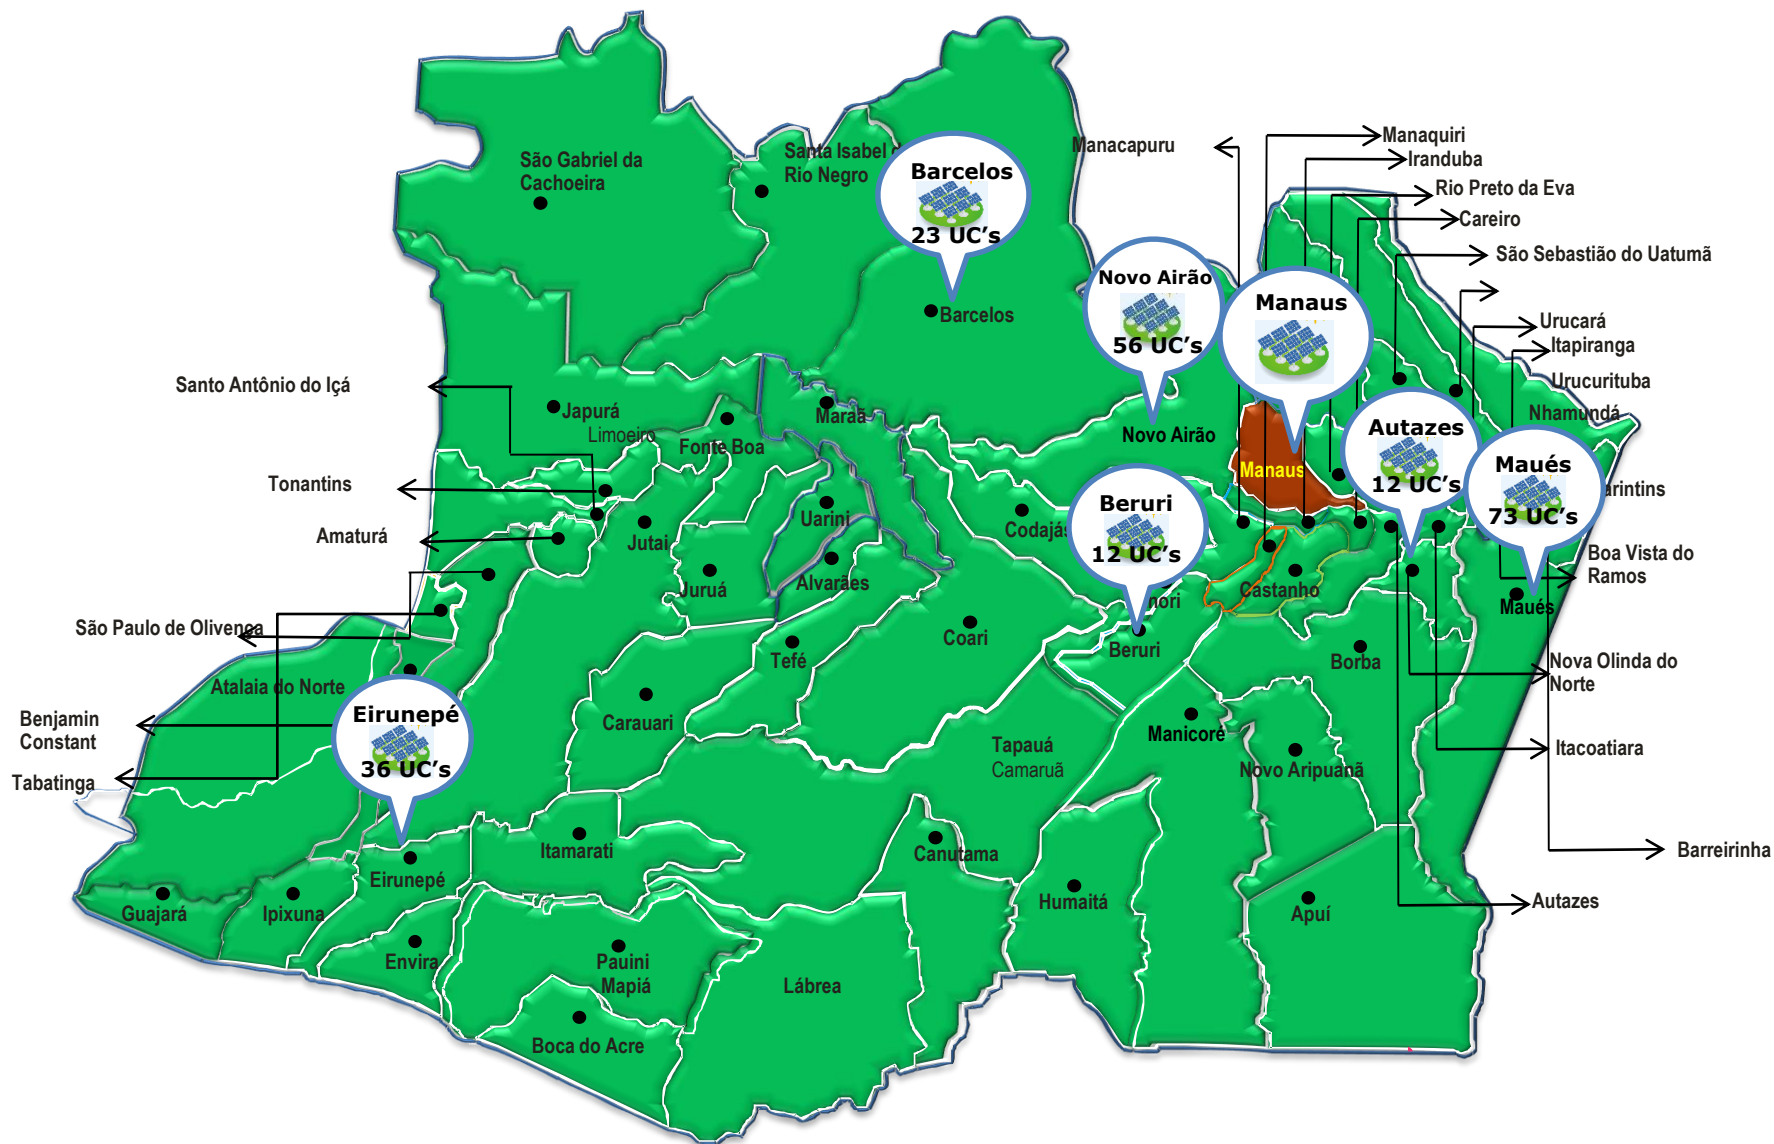 Manacapuru
Manaquiri
Iranduba
Rio Preto da Eva
Careiro
São Sebastião do Uatumã
Urucará
Itapiranga
Urucurituba
Nhamundá
São Gabriel da
Cachoeira
Santa Isabel
Rio Negro
Barcelos
23 UC's
Barcelos
Novo Airão
56 UC's
Novo Airão
Manaus
Manaus
Autazes
12 UC's
Maués
73 UC's
Maués
Beruri
12 UC's
Beruri
Santo Antônio do Içá
Japurá
Limoeiro
Fonte Boa
Maraã
Tonantins
Amaturá
Jutai
Juruá
Uarini
Alvarães
Codajás
Castanho
Boa Vista do
Ramos
São Paulo de Olivença
Tefé
Coari
Borba
Nova Olinda do
Norte
Atalaia do Norte
Benjamin
Constant
Tabatinga
Eirunepé
36 UC's
Eirunepé
Carauari
Tapauá
Camaruã
Manicoré
Novo Aripuanã
Itacoatiara
Itamarati
Canutama
Barreirinha
Guajará
Ipixuna
Envira
Pauini
Mapiá
Lábrea
Humaitá
Apuí
Autazes
Boca do Acre